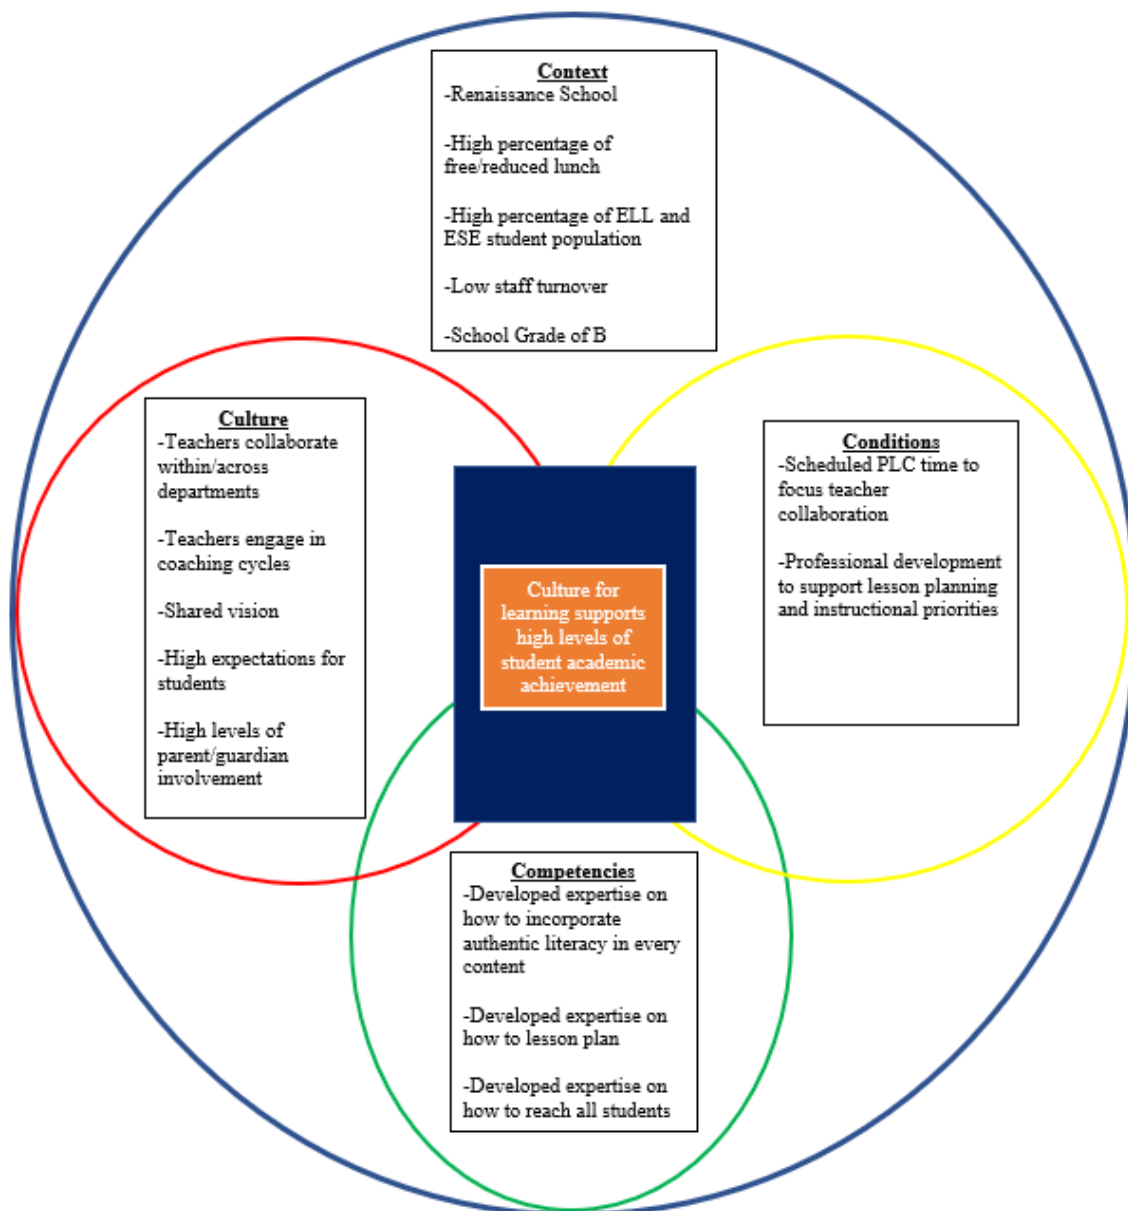 Context
-Renaissance School
-High percentage of
free/reduced lunch
-High percentage of ELL and
ESE student population
-Low staff turnover
-School Grade of B
Culture
-Teachers collaborate
within/across
departments
-Teachers engage in
coaching cycles
-Shared vision
-High expectations for
students
-High levels of
parent/guardian
involvement
Culture for
learning supports
high levels of
student academic
achievement
Conditions
-Scheduled PLC time to
focus teacher
collaboration
-Professional development
to support lesson planning
and instructional priorities
Competencies
-Developed expertise on
how to incorporate
authentic literacy in every
content
-Developed expertise on
how to lesson plan
-Developed expertise on
how to reach all students